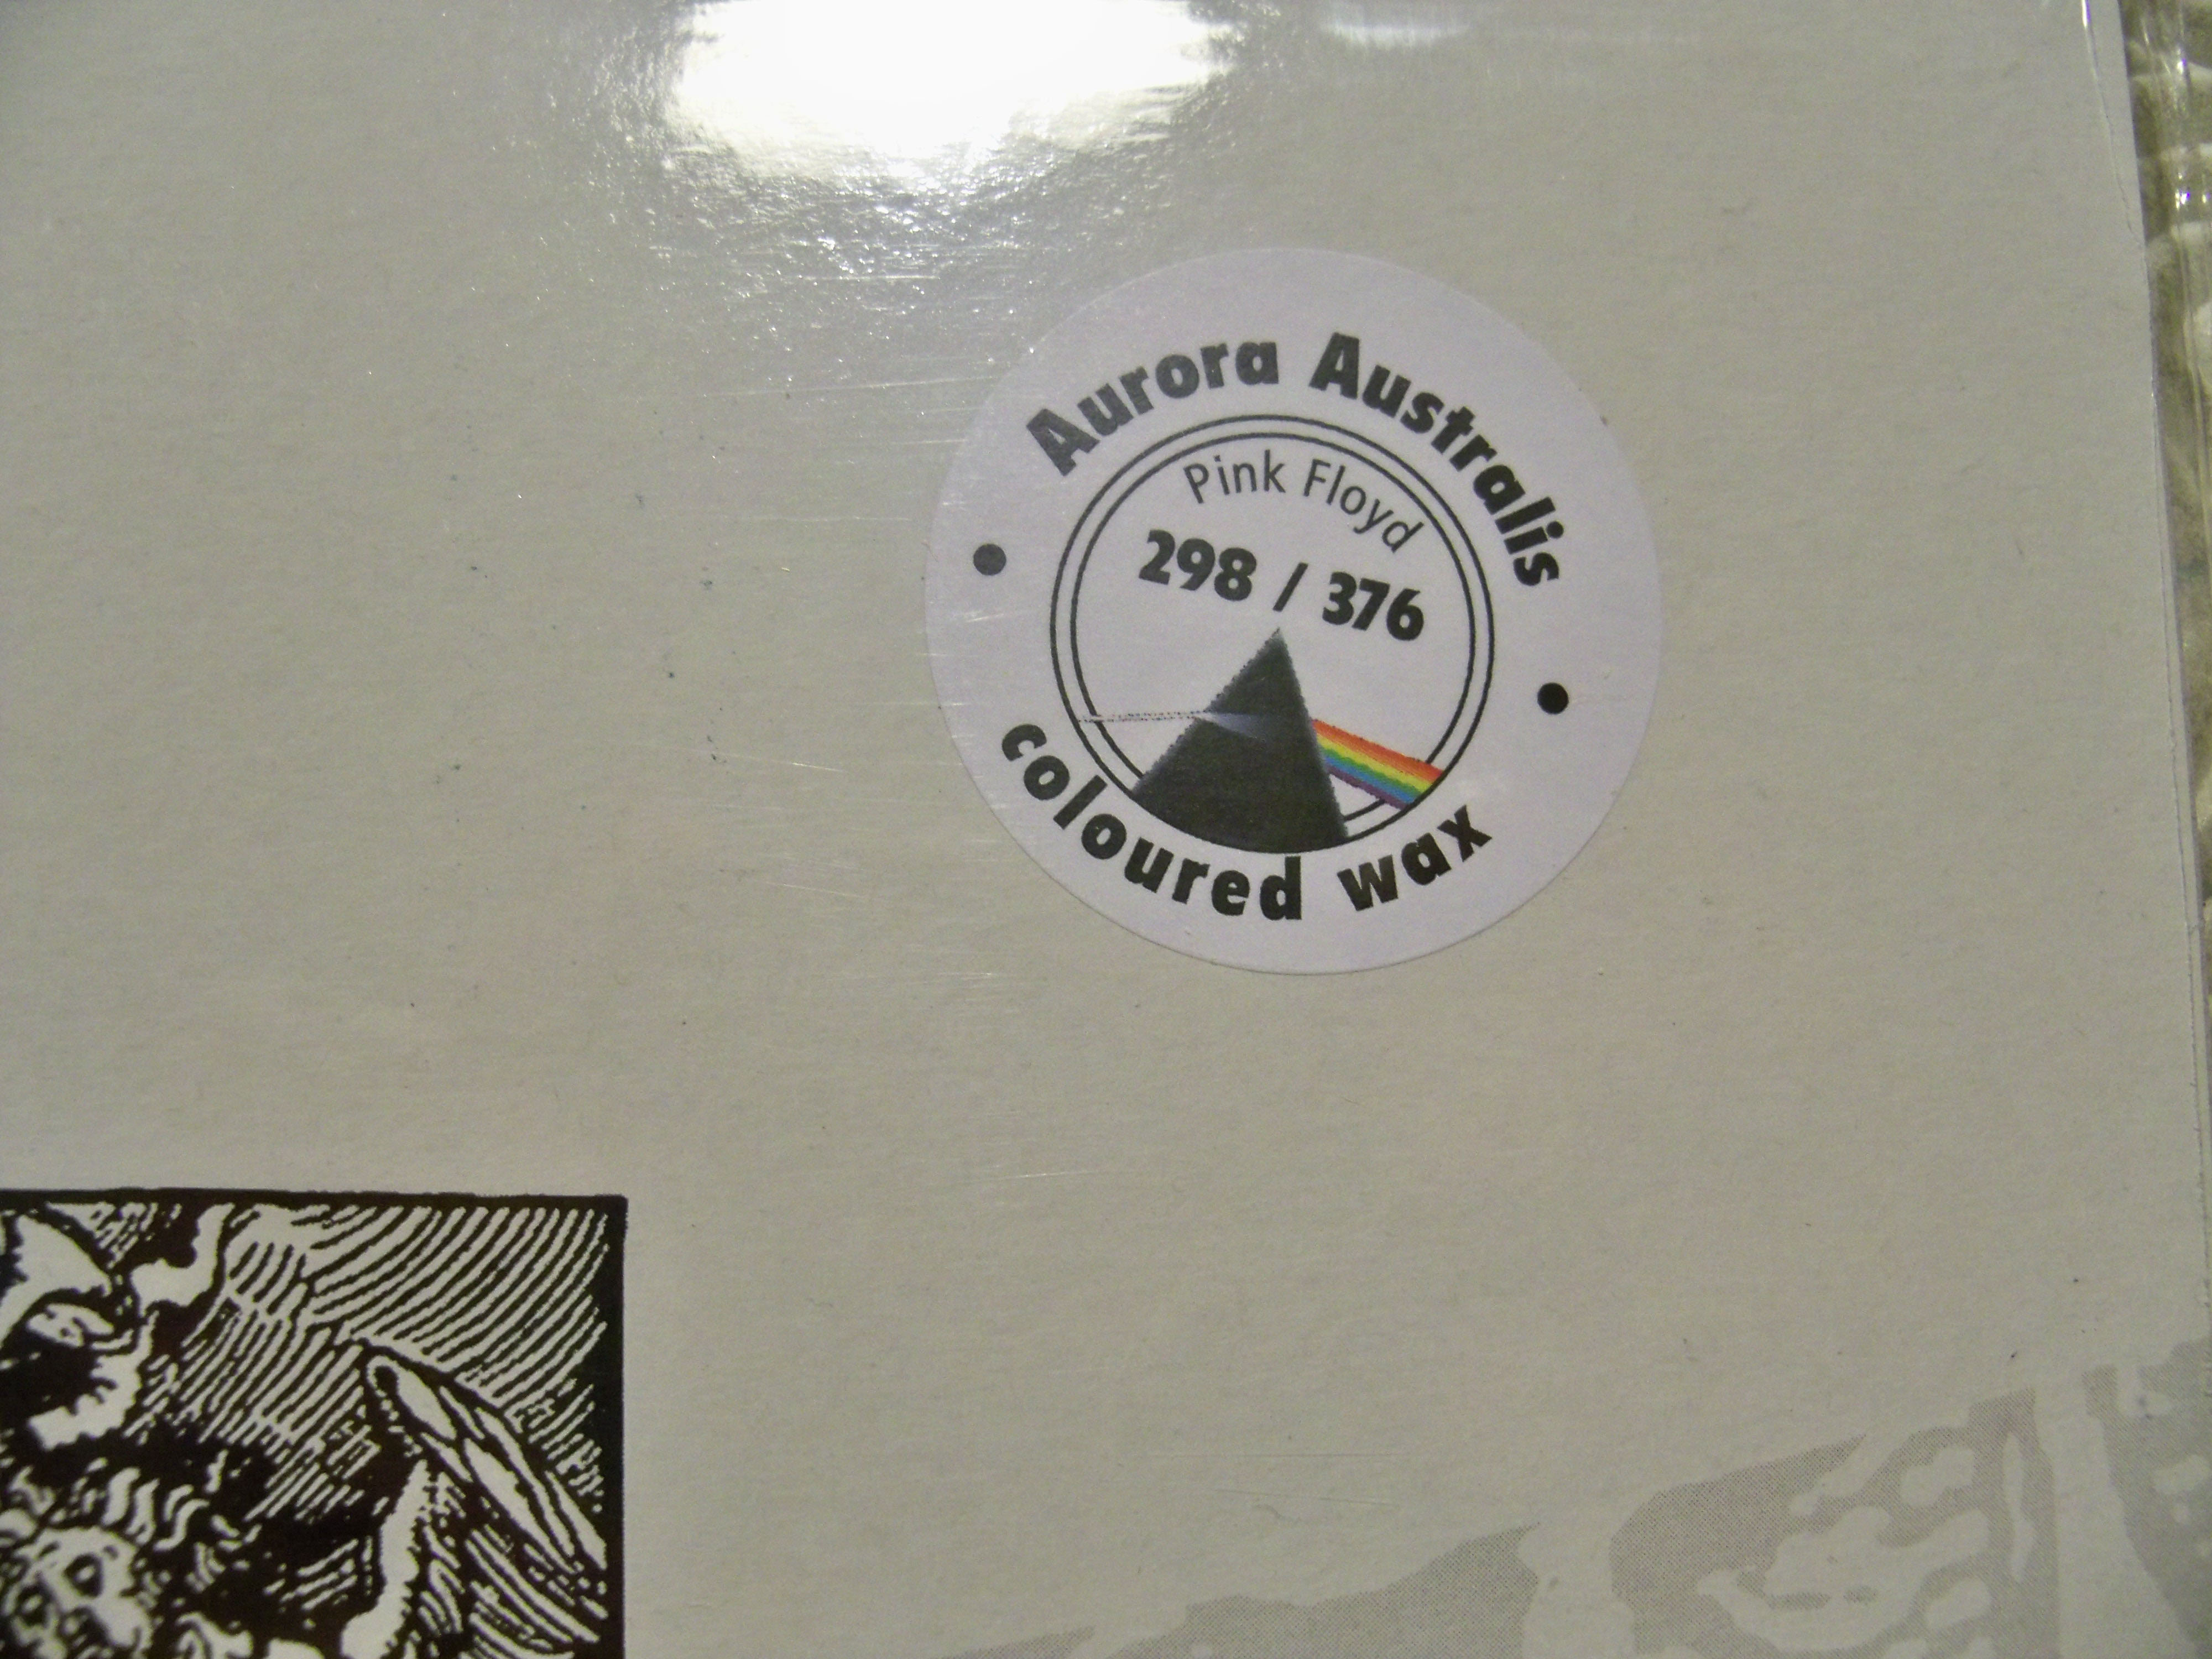 Aurora Australis
Pink Floyd
298 / 376
coloured wax